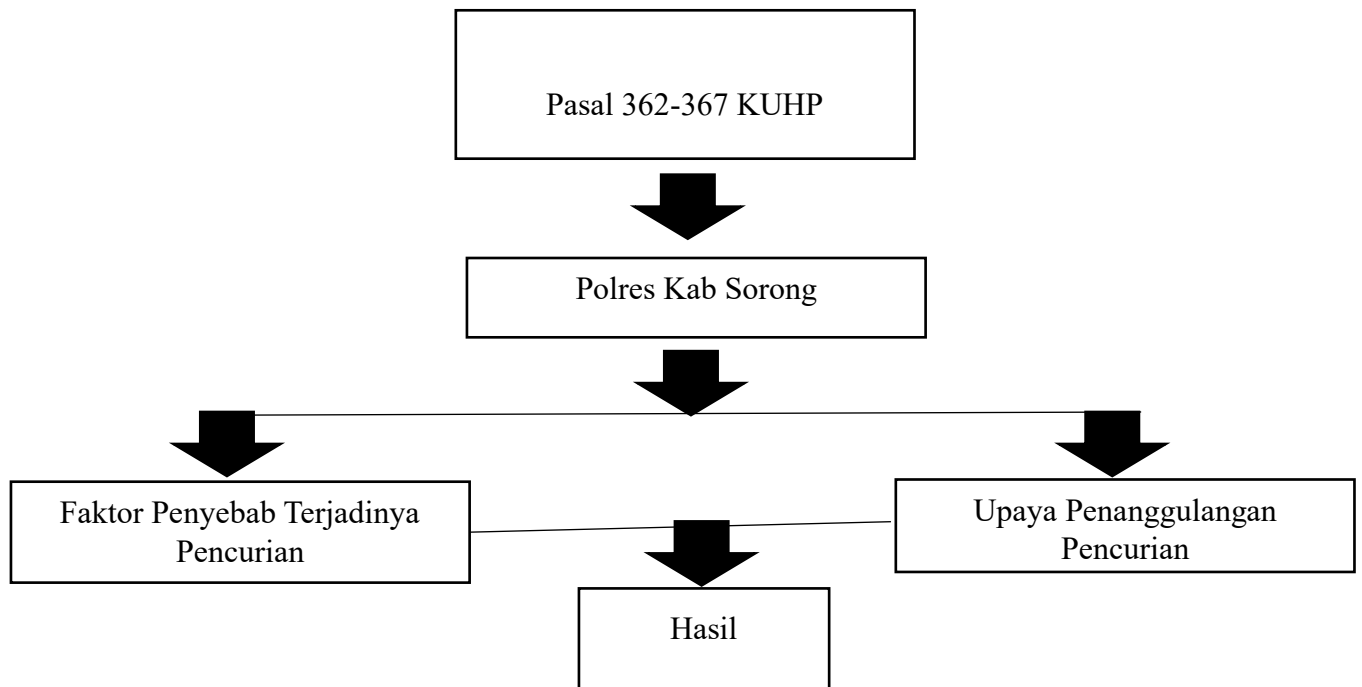 Pasal 362-367 KUHP
Polres Kab Sorong
Faktor Penyebab Terjadinya
Pencurian
Upaya Penanggulangan
Pencurian
Hasil